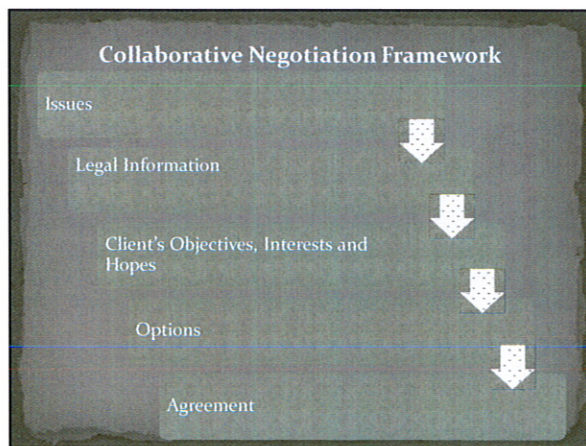 Collaborative Negotiation Framework
Issues
Legal Information
Client's Objectives, Interests and
Hopes
Options
Agreement